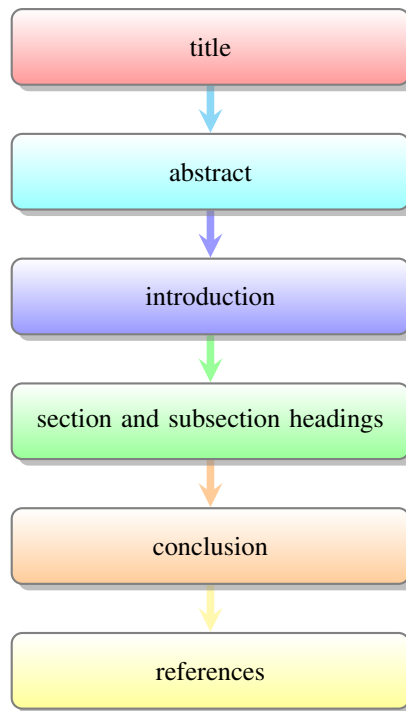 title
abstract
introduction
section and subsection headings
conclusion
references